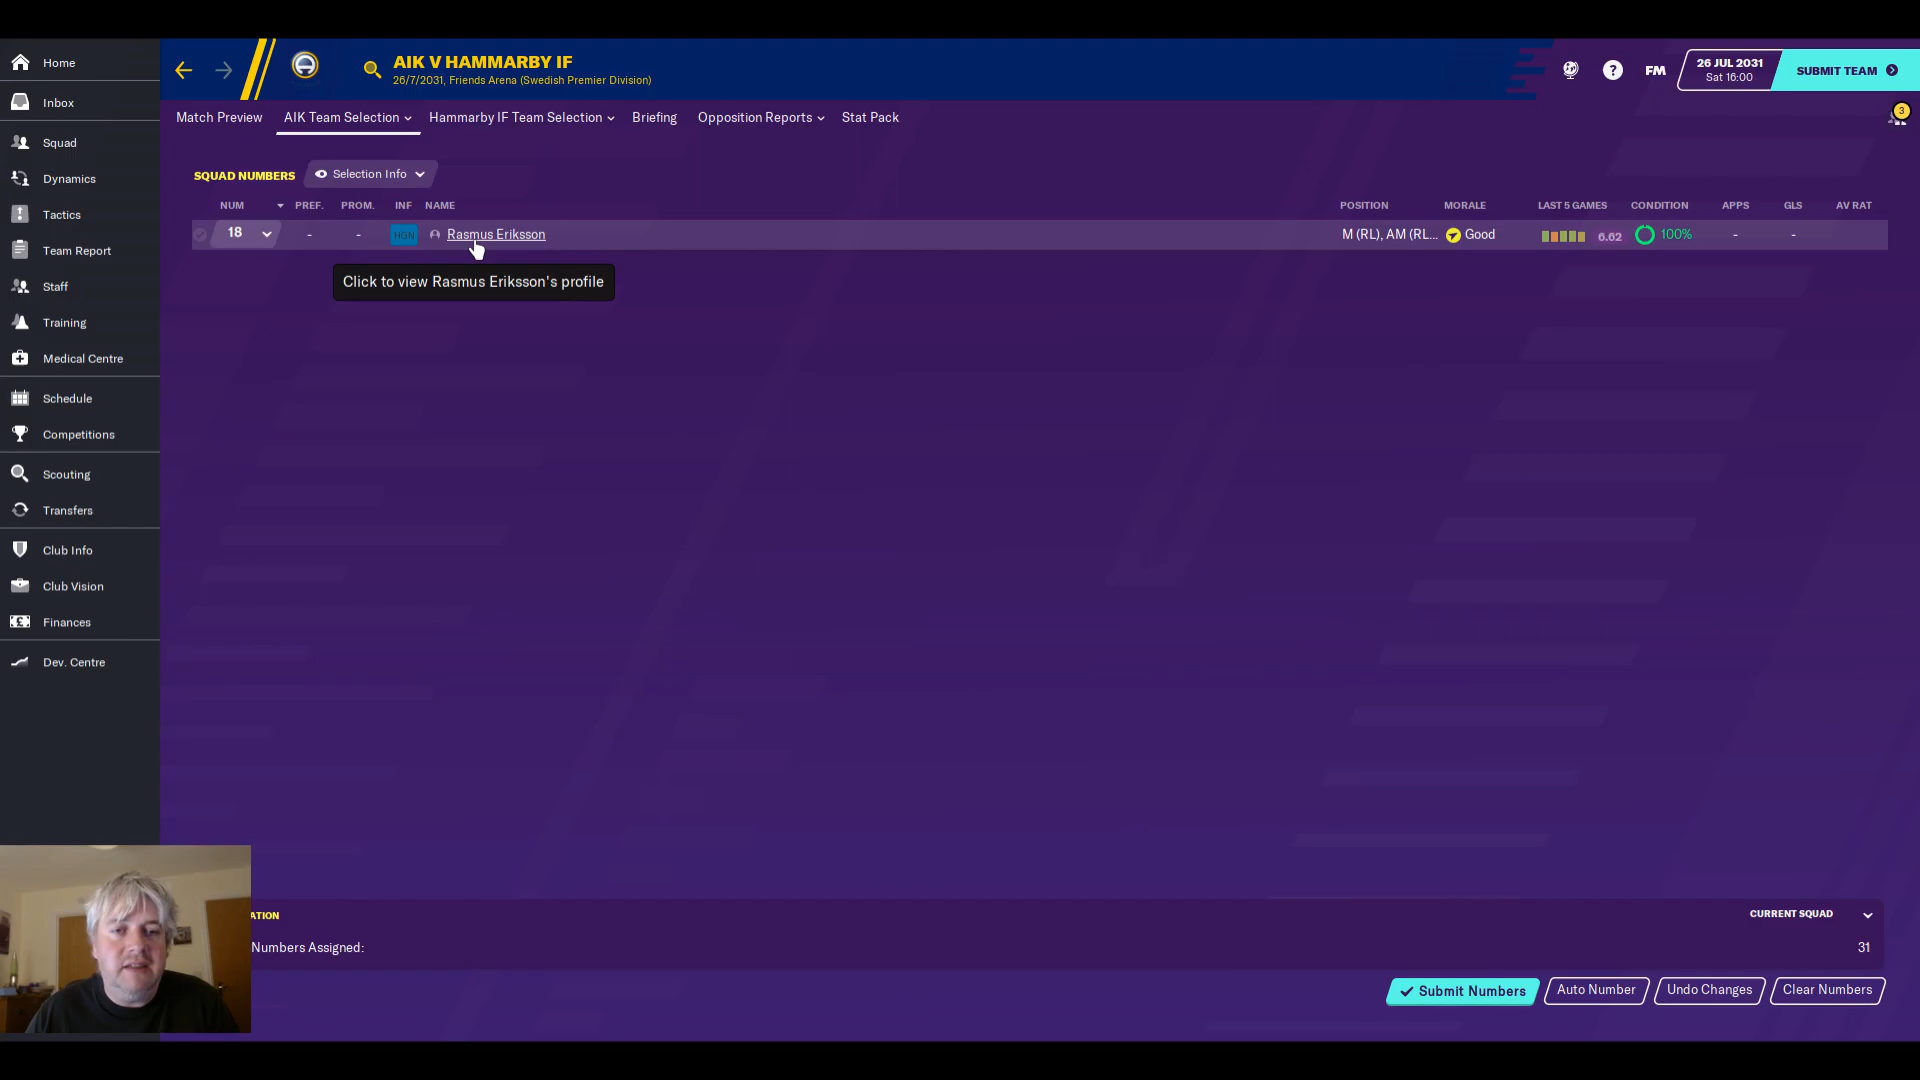 Home
Inbox
Squad
Dynamics
Tactics
Team Report
Staff
Training
Medical Centre
Schedule
Competitions
Scouting
Transfers
Club Info
Club Vision
Finances
Dev. Centre
AIK V HAMMARBY IF
26/7/2031, Friends Arena (Swedish Premier Division)
FM
26 JUL 2031
Sat 16:00
SUBMIT TEAM
3
Match Preview AIK Team Selection Hammarby IF Team Selection Briefing Opposition Reports Stat Pack
SQUAD NUMBERS Selection Info
NUM PREF. PROM. INF NAME POSITION MORALE LAST 5 GAMES CONDITION APPS GLS AV RAT
18 - - HGN Rasmus Eriksson M (RL), AM (RL... Good 6.62 100% - -
Click to view Rasmus Eriksson's profile
ATION CURRENT SQUAD
Numbers Assigned: 31
Submit Numbers Auto Number Undo Changes Clear Numbers